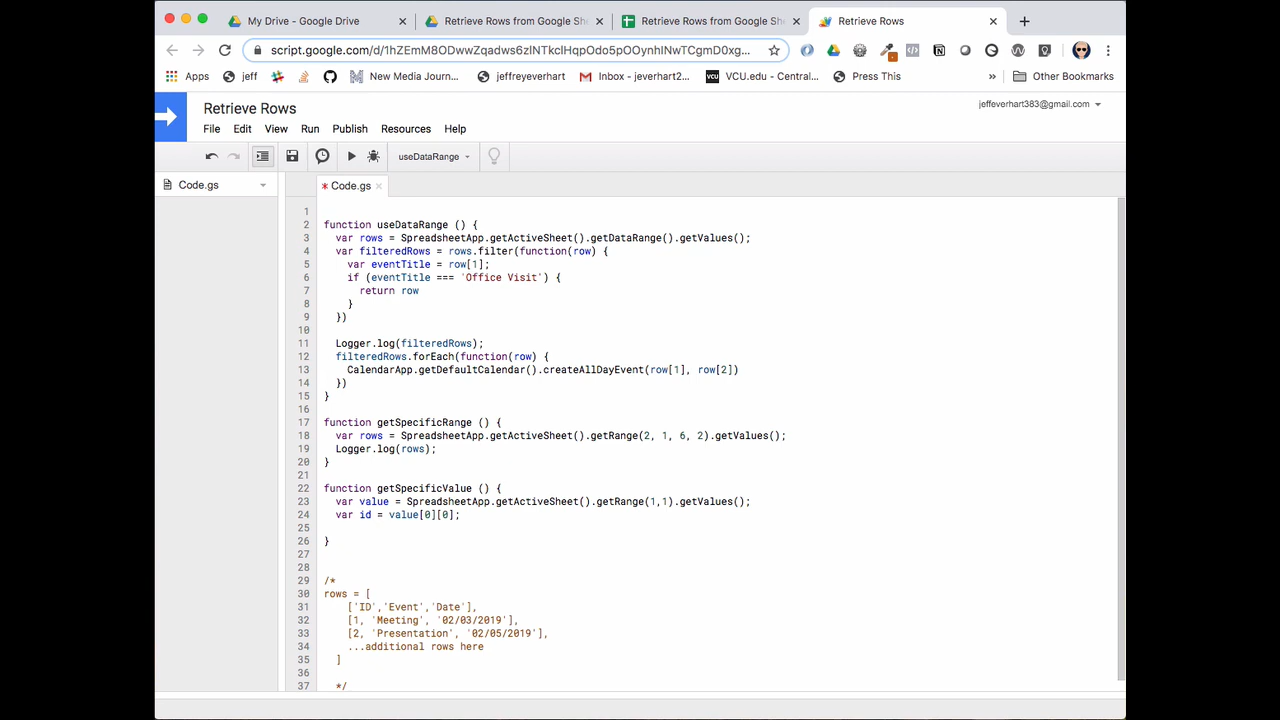 My Drive - Google Drive
Retrieve Rows from Google She
Retrieve Rows from Google She
Retrieve Rows
script.google.com/d/1hZEmM8ODwwZqadws6zlNTkclHqpOdo5pOOynhlNwTCgmD0xg...
Apps
jeff
New Media Journ...
jeffreyeverhart
Inbox - jeverhart2...
VCU.edu - Central...
Press This
»
Other Bookmarks
Retrieve Rows
jeffeverhart383@gmail.com
File Edit View Run Publish Resources Help
useDataRange
Code.gs
* Code.gs
1
2 function useDataRange () {
3 var rows = SpreadsheetApp.getActiveSheet().getDataRange().getValues();
4 var filteredRows = rows.filter(function(row) {
5 var eventTitle = row[1];
6 if (eventTitle === 'Office Visit') {
7 return row
8 }
9 })
10
11 Logger.log(filteredRows);
12 filteredRows.forEach(function(row) {
13 CalendarApp.getDefaultCalendar().createAllDayEvent(row[1], row[2])
14 })
15 }
16
17 function getSpecificRange () {
18 var rows = SpreadsheetApp.getActiveSheet().getRange(2, 1, 6, 2).getValues();
19 Logger.log(rows);
20 }
21
22 function getSpecificValue () {
23 var value = SpreadsheetApp.getActiveSheet().getRange(1,1).getValues();
24 var id = value[0][0];
25
26 }
27
28
29 /*
30 rows = [
31 ['ID','Event','Date'],
32 [1, 'Meeting', '02/03/2019'],
33 [2, 'Presentation', '02/05/2019'],
34 ...additional rows here
35 ]
36
37 */